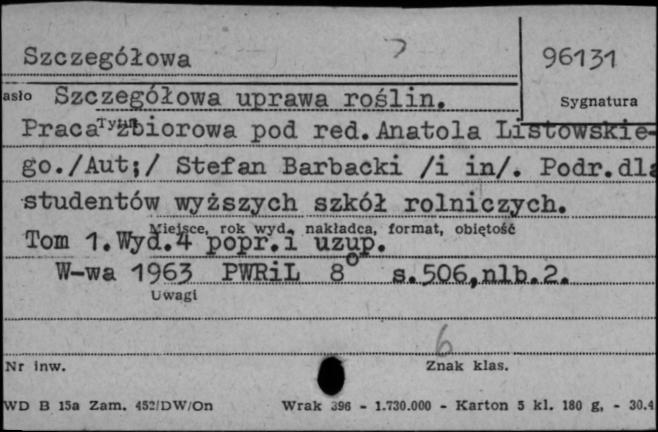 Szczegółowa
96131
asło Szczegółowa uprawa roślin.
Sygnatura
Tytuł
Praca zbiorowa pod red. Anatola Listowskie-
go./Aut;/ Stefan Barbacki /i in/. Podr.dla
studentów wyższych szkół rolniczych.
Miejsce, rok wyd., nakładca, format, objętość
Tom 1.Wyd.4 popr.i uzup.
W-wa 1963 PWRiL 8° s.506,nlb.2.
Uwagi
6
Nr inw.
Znak klas.
WD B 15a Zam. 452/DW/On Wrak 396 - 1.730.000 - Karton 5 kl. 180 g. - 30.4